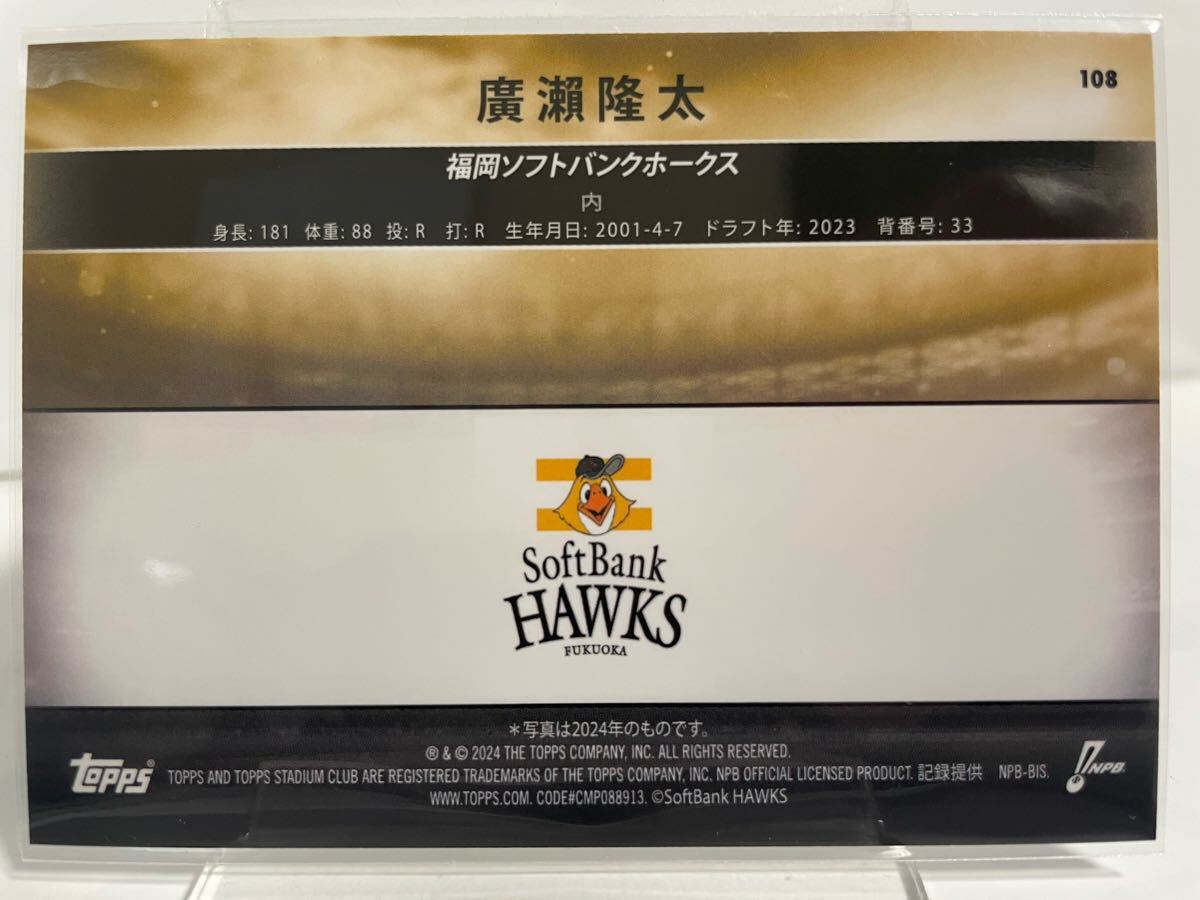 廣瀨隆太
108
福岡ソフトバンクホークス
内
身長: 181 体重: 88 投: R 打: R 生年月日: 2001-4-7 ドラフト年: 2023 背番号: 33
SoftBank
HAWKS
FUKUOKA
＊写真は2024年のものです。
® & © 2024 THE TOPPS COMPANY, INC. ALL RIGHTS RESERVED.
topps® TOPPS AND TOPPS STADIUM CLUB ARE REGISTERED TRADEMARKS OF THE TOPPS COMPANY, INC. NPB OFFICIAL LICENSED PRODUCT. 記録提供 NPB-BIS. NPB®
WWW.TOPPS.COM. CODE#CMP088913. ©SoftBank HAWKS